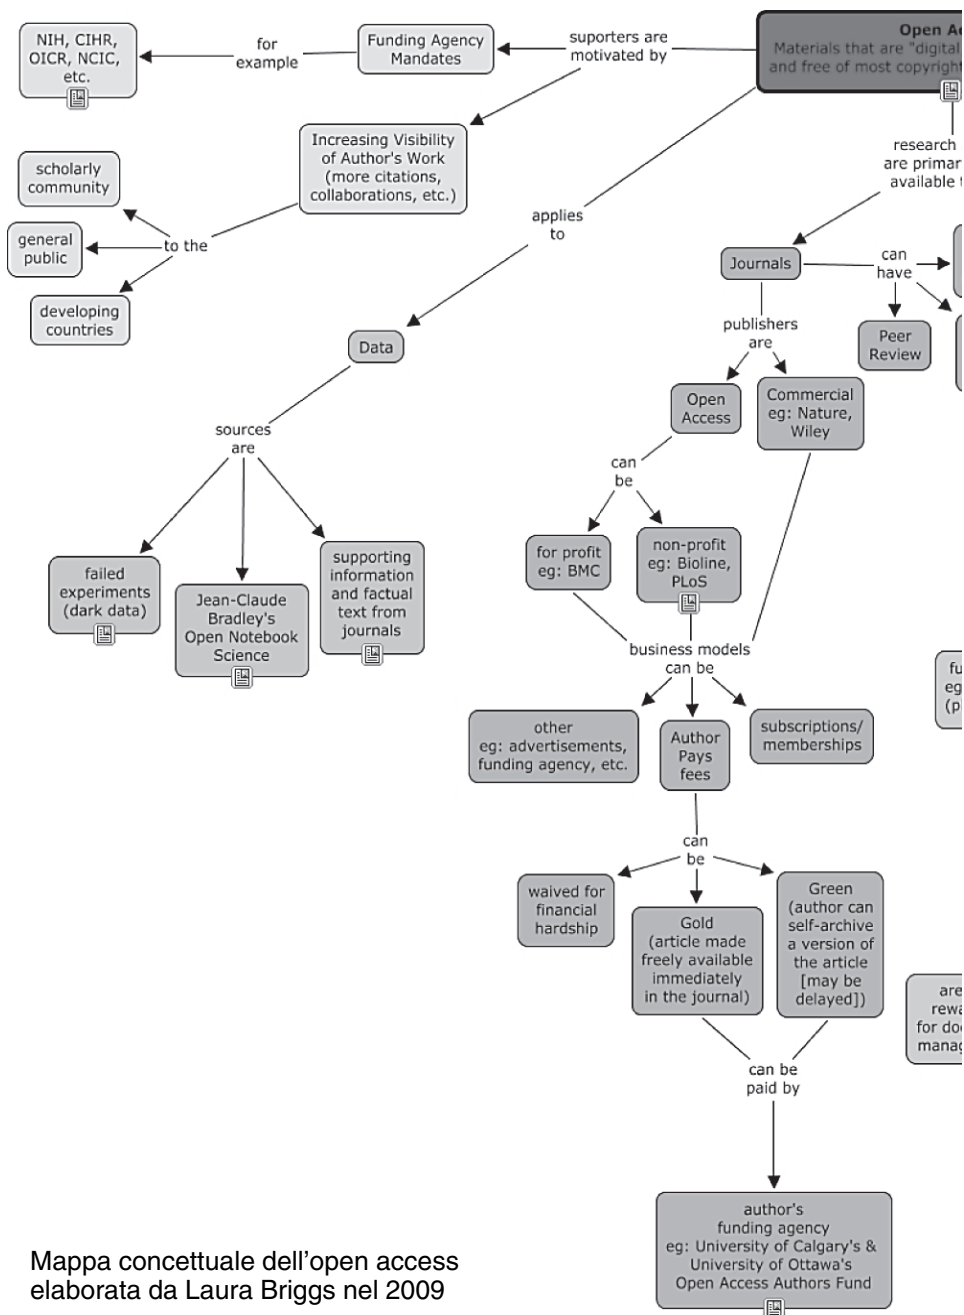 NIH, CIHR,
OICR, NCIC,
etc.
for
example
Funding Agency
Mandates
suporters are
motivated by
Open Ac
Materials that are "digital
and free of most copyright
Increasing Visibility
of Author's Work
(more citations,
collaborations, etc.)
scholarly
community
general
public
developing
countries
to the
applies
to
research
are primar
available t
Journals
can
have
Peer
Review
publishers
are
Data
Open
Access
Commercial
eg: Nature,
Wiley
sources
are
can
be
failed
experiments
(dark data)
Jean-Claude
Bradley's
Open Notebook
Science
supporting
information
and factual
text from
journals
for profit
eg: BMC
non-profit
eg: Bioline,
PLoS
business models
can be
fu
eg
(p
other
eg: advertisements,
funding agency, etc.
Author
Pays
fees
subscriptions/
memberships
can
be
waived for
financial
hardship
Gold
(article made
freely available
immediately
in the journal)
Green
(author can
self-archive
a version of
the article
[may be
delayed])
are
rewa
for doc
manag
can be
paid by
author's
funding agency
eg: University of Calgary's &
University of Ottawa's
Open Access Authors Fund
Mappa concettuale dell'open access
elaborata da Laura Briggs nel 2009